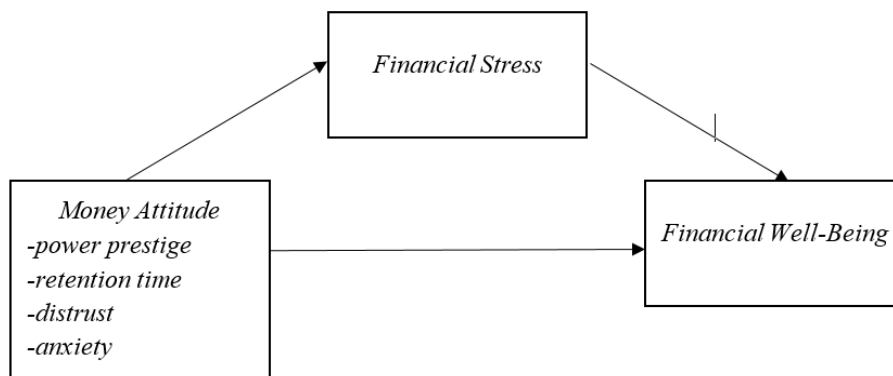 Financial Stress
Money Attitude
-power prestige
-retention time
-distrust
-anxiety
Financial Well-Being